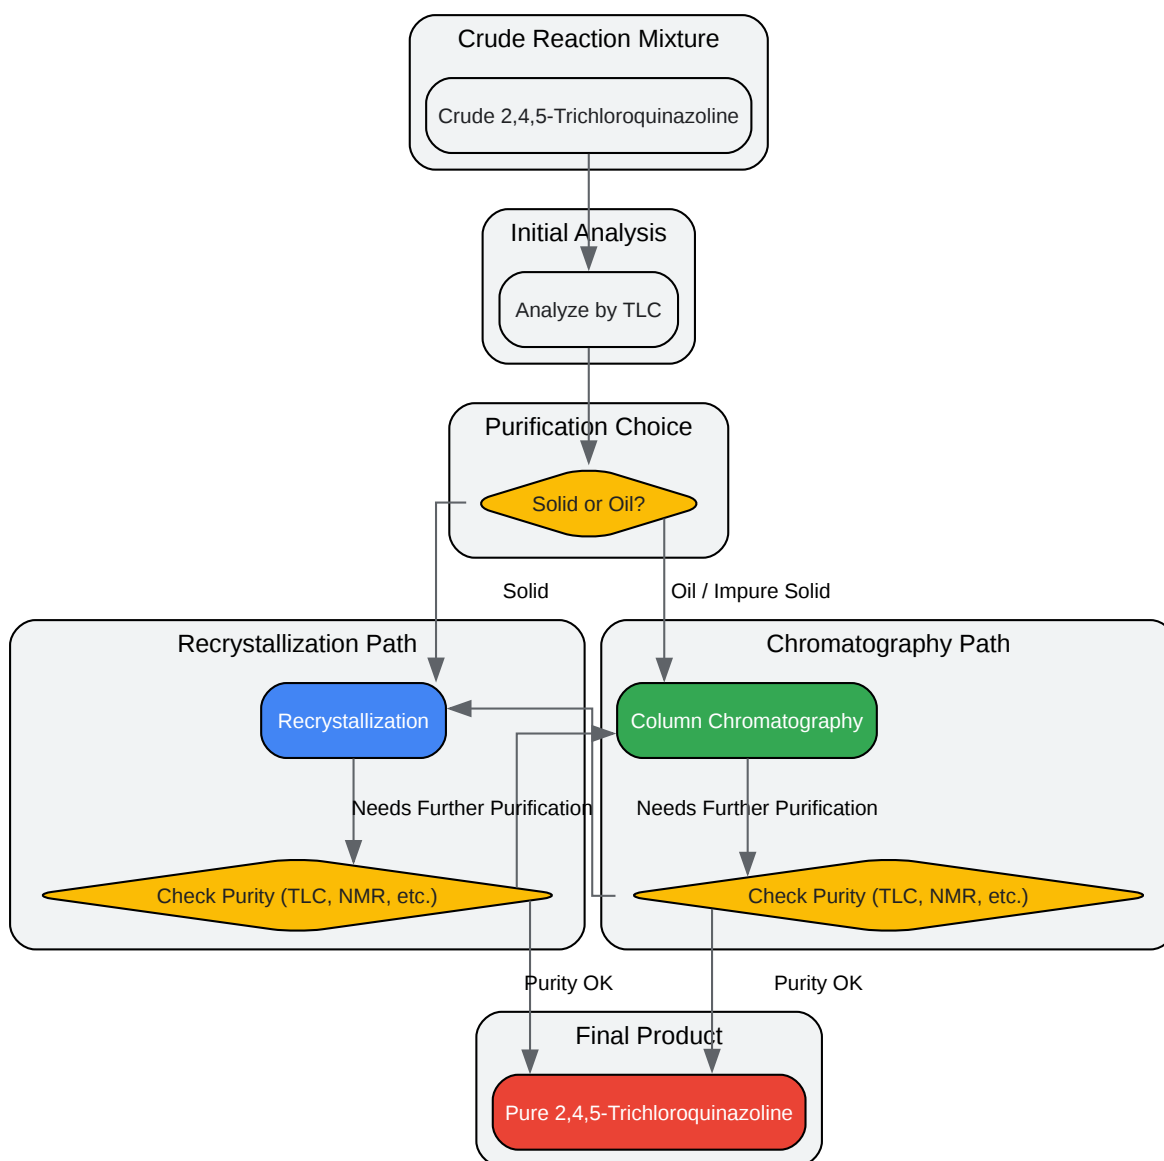 Crude Reaction Mixture
Crude 2,4,5-Trichloroquinazoline
Initial Analysis
Analyze by TLC
Purification Choice
Solid or Oil?
Solid
Oil / Impure Solid
Recrystallization Path
Chromatography Path
Recrystallization
Column Chromatography
Needs Further Purification
Needs Further Purification
Check Purity (TLC, NMR, etc.)
Check Purity (TLC, NMR, etc.)
Purity OK
Purity OK
Final Product
Pure 2,4,5-Trichloroquinazoline